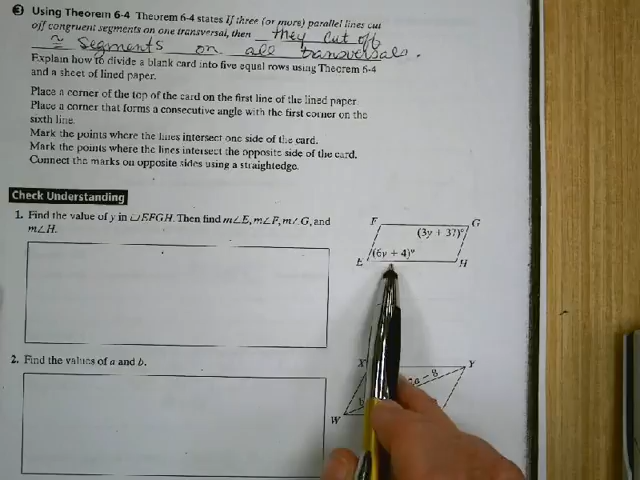 3 Using Theorem 6-4 Theorem 6-4 states If three (or more) parallel lines cut
off congruent segments on one transversal, then they cut off
≅ segments on all transversals.
Explain how to divide a blank card into five equal rows using Theorem 6-4
and a sheet of lined paper.
Place a corner of the top of the card on the first line of the lined paper
Place a corner that forms a consecutive angle with the first corner on the
sixth line.
Mark the points where the lines intersect one side of the card.
Mark the points where the lines intersect the opposite side of the card.
Connect the marks on opposite sides using a straightedge.
Check Understanding
1. Find the value of y in ▱EFGH. Then find m∠E, m∠F, m∠G, and
m∠H.
F G
(3y + 37)°
(6y + 4)°
E H
2. Find the values of a and b.
X Y
a − 8
W